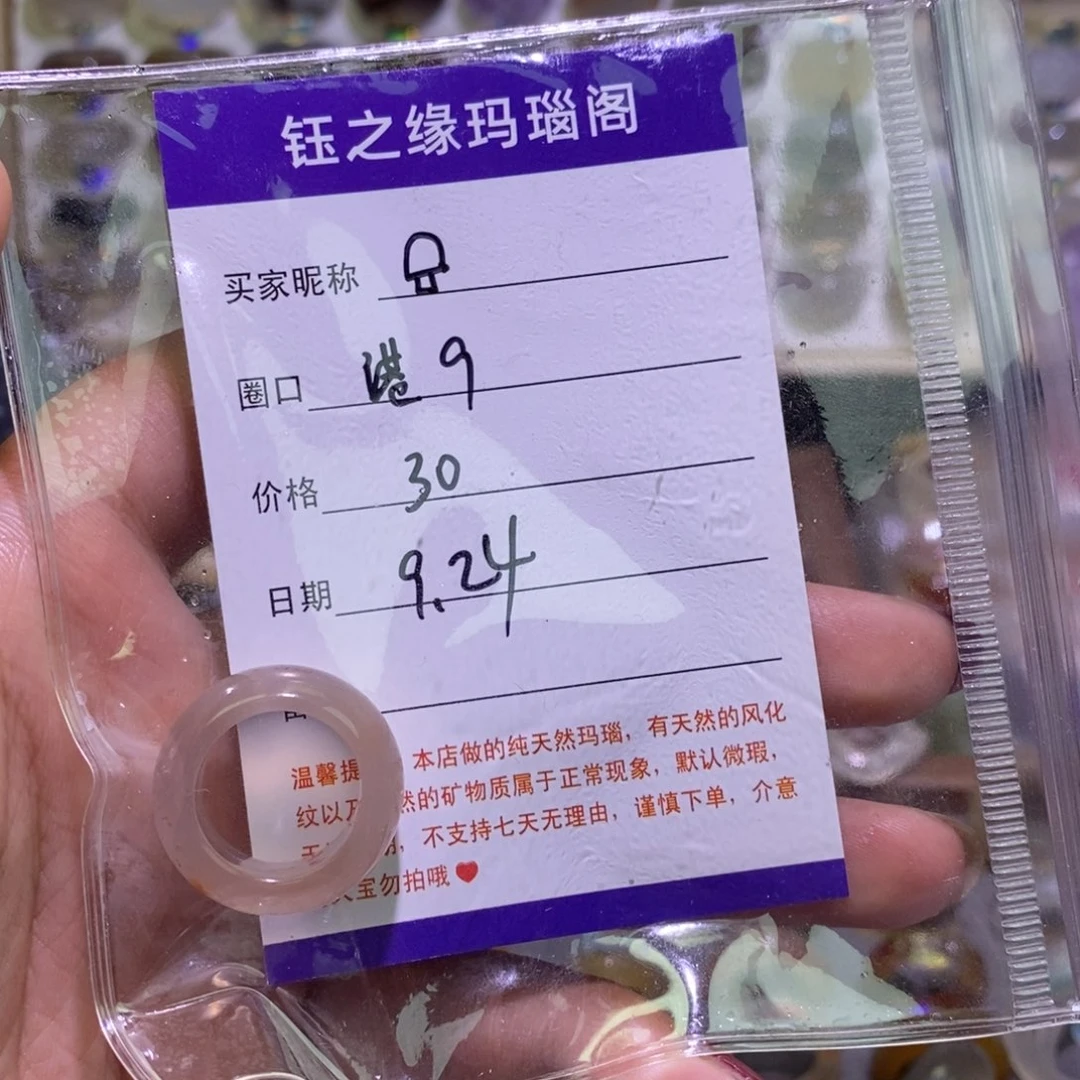 钰之缘玛瑙阁
买家昵称
圈口 港 9
价格 30
日期 9.24
温馨提 本店做的纯天然玛瑙，有天然的风化
纹以及 然的矿物质属于正常现象，默认微瑕，
不支持七天无理由，谨慎下单，介意
宝勿拍哦❤